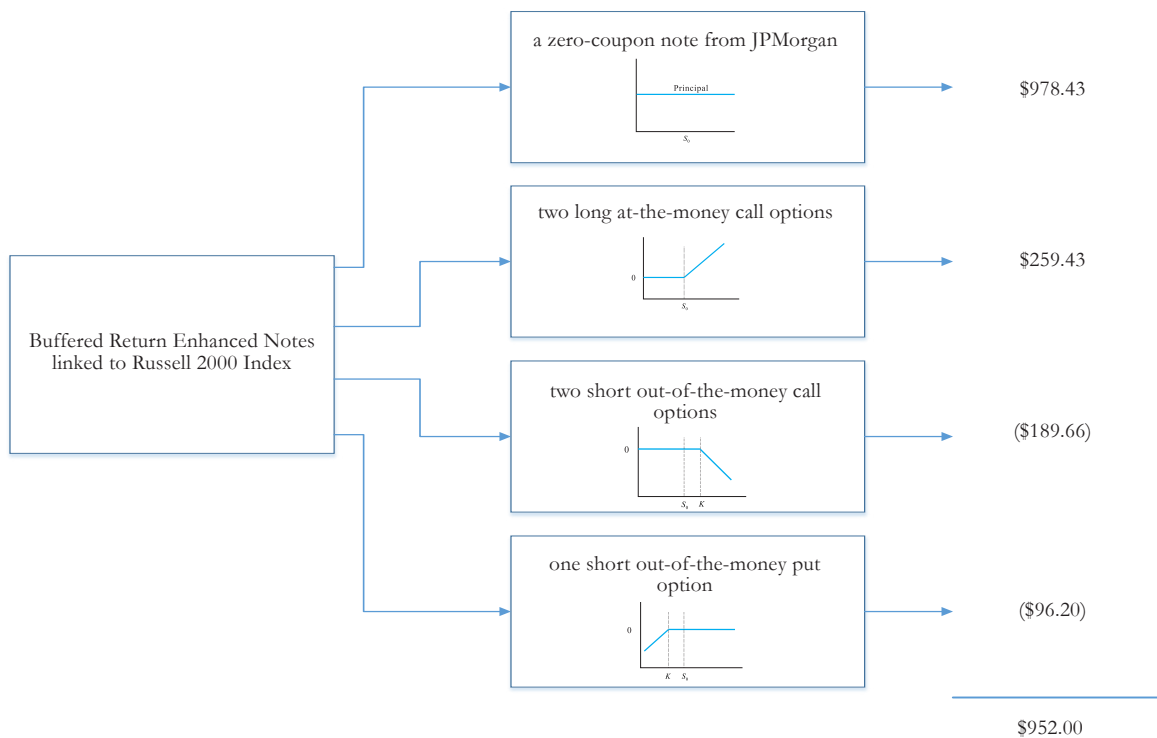 a zero-coupon note from JPMorgan
Principal
S₀
$978.43
two long at-the-money call options
0
S₀
$259.43
Buffered Return Enhanced Notes
linked to Russell 2000 Index
two short out-of-the-money call
options
0
S₀ K
($189.66)
one short out-of-the-money put
option
0
K S₀
($96.20)
$952.00